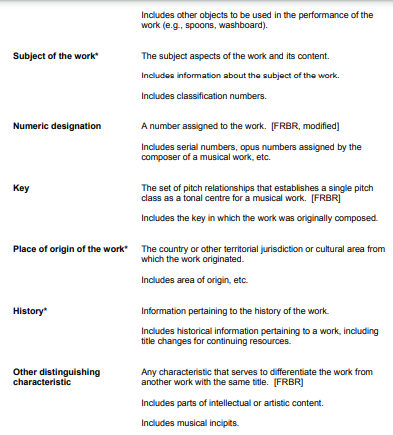 Includes other objects to be used in the performance of the
work (e.g., spoons, washboard).
Subject of the work* The subject aspects of the work and its content.
Includes information about the subject of the work.
Includes classification numbers.
Numeric designation A number assigned to the work. [FRBR, modified]
Includes serial numbers, opus numbers assigned by the
composer of a musical work, etc.
Key The set of pitch relationships that establishes a single pitch
class as a tonal centre for a musical work. [FRBR]
Includes the key in which the work was originally composed.
Place of origin of the work* The country or other territorial jurisdiction or cultural area from
which the work originated.
Includes area of origin, etc.
History* Information pertaining to the history of the work.
Includes historical information pertaining to a work, including
title changes for continuing resources.
Other distinguishing Any characteristic that serves to differentiate the work from
characteristic another work with the same title. [FRBR]
Includes parts of intellectual or artistic content.
Includes musical incipits.